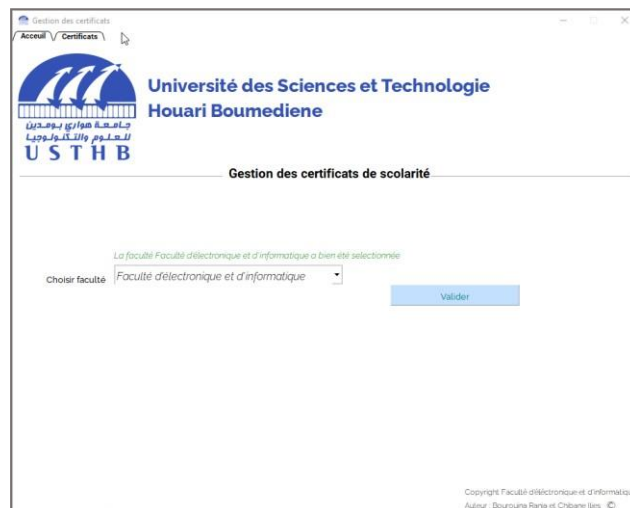 Gestion des certificats
Acceuil
Certificats
Université des Sciences et Technologie
Houari Boumediene
جامعة هواري بومدين
للعلوم والتكنولوجيا
USTHB
Gestion des certificats de scolarité
La faculté Faculté d'électronique et d'informatique a bien été selectionnée
Choisir faculté
Faculté d'électronique et d'informatique
Valider
Copyright Faculté d'éléctronique et d'informatiqu
Auteur : Bourouina Rania et Chibane Ilies ©